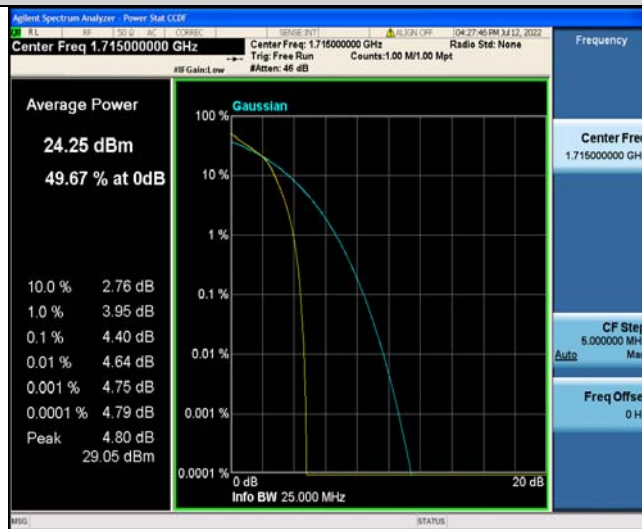 Agilent Spectrum Analyzer - Power Stat CCDF
RL RF 50 Ω AC CORREC SENSE:INT ALIGN OFF 04:27:46 PM Jul 12, 2022
Center Freq 1.715000000 GHz
Center Freq: 1.715000000 GHz Radio Std: None
Trig: Free Run Counts:1.00 M/1.00 Mpt
#IFGain:Low #Atten: 46 dB
Frequency
Average Power
24.25 dBm
49.67 % at 0dB
10.0 % 2.76 dB
1.0 % 3.95 dB
0.1 % 4.40 dB
0.01 % 4.64 dB
0.001 % 4.75 dB
0.0001 % 4.79 dB
Peak 4.80 dB
29.05 dBm
Gaussian
100 %
10 %
1 %
0.1 %
0.01 %
0.001 %
0.0001 %
0 dB 20 dB
Info BW 25.000 MHz
Center Fre
1.715000000 GH
CF Ste
5.000000 MH
Auto Ma
Freq Offse
0 H
MSG STATUS